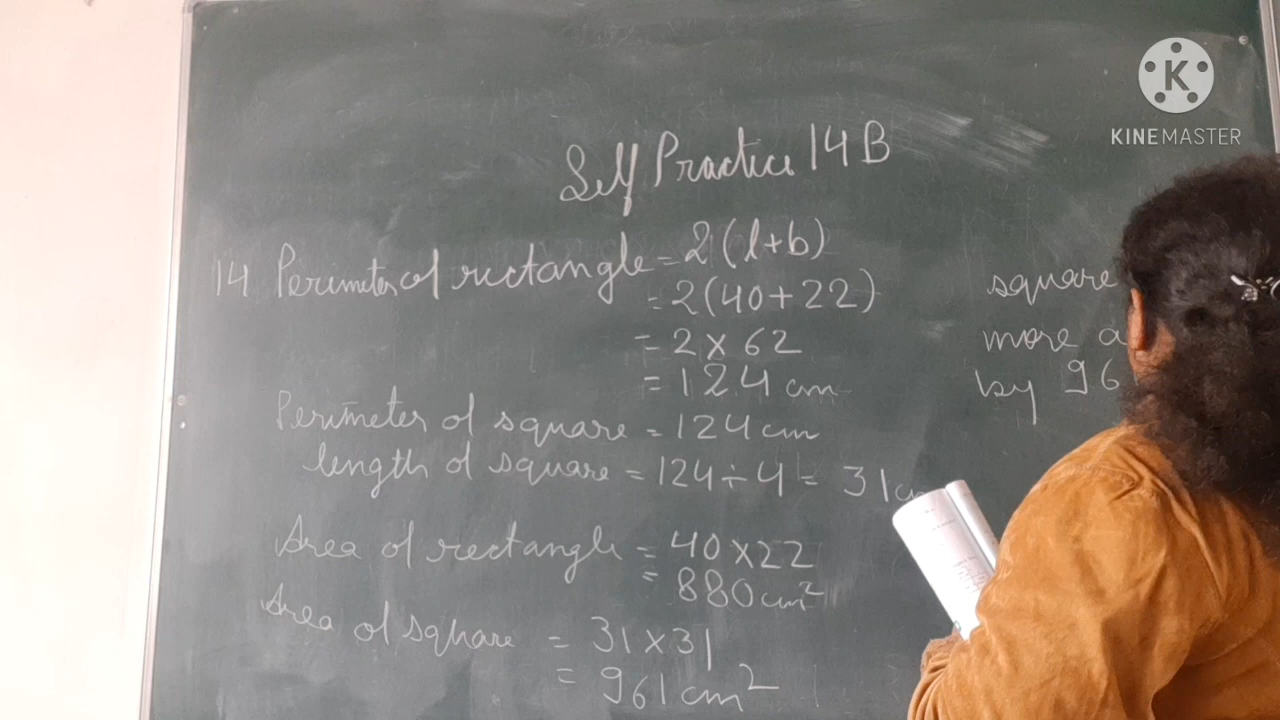 KINEMASTER
Self Practice 14B
14 Perimeter of rectangle = 2(l+b)
= 2(40+22)
= 2 × 62
= 124 cm
Perimeter of square = 124 cm
length of square = 124 ÷ 4 = 31 cm
Area of rectangle = 40 × 22
= 880 cm²
Area of square = 31 × 31
= 961 cm²
square
more
by 961